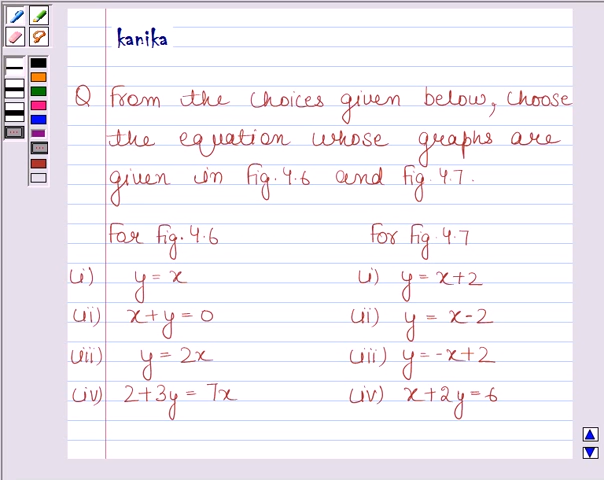 kanika
Q From the choices given below, choose
the equation whose graphs are
given in Fig. 4.6 and Fig. 4.7.
For Fig. 4.6 For Fig. 4.7
(i) y = x (i) y = x+2
(ii) x+y = 0 (ii) y = x-2
(iii) y = 2x (iii) y = -x+2
(iv) 2+3y = 7x (iv) x+2y = 6